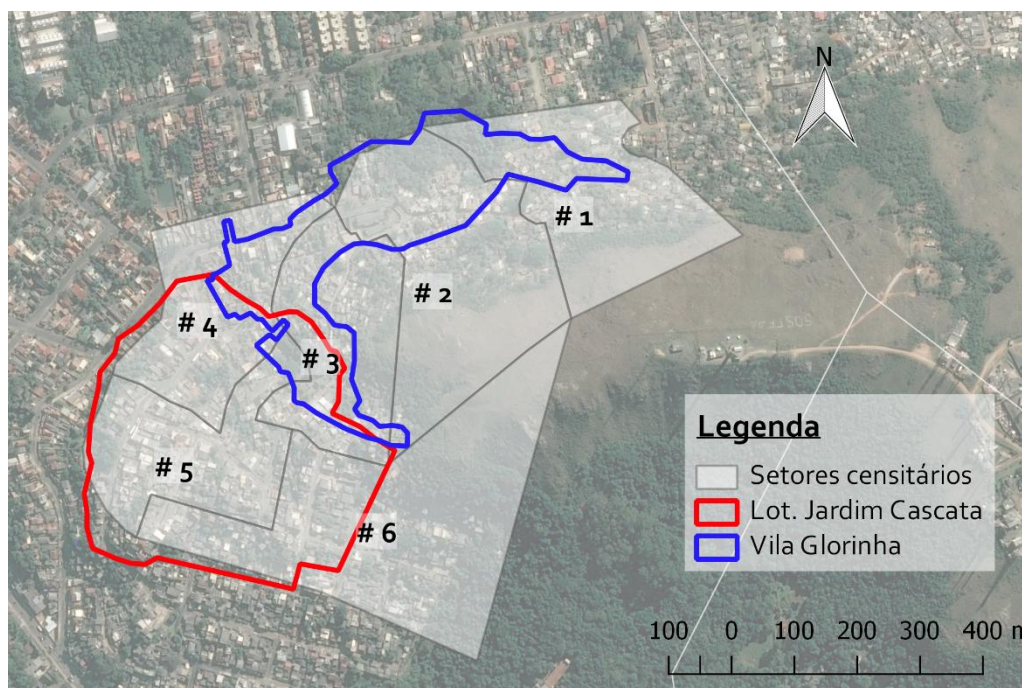 N
# 1
# 2
# 4
# 3
# 5
# 6
Legenda
Setores censitários
Lot. Jardim Cascata
Vila Glorinha
100 0 100 200 300 400 m